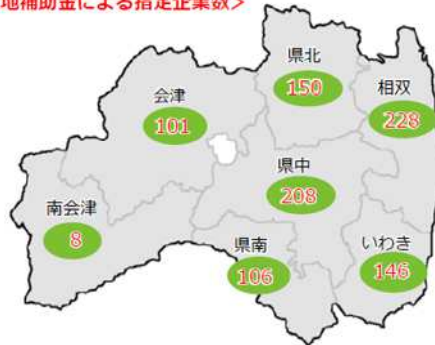 地補助金による指定企業数＞
県北
150
相双
228
会津
101
県中
208
南会津
8
県南
106
いわき
146